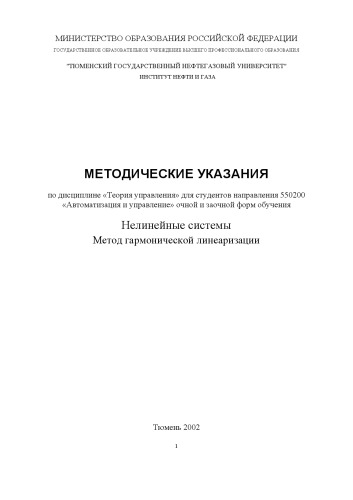 МИНИСТЕРСТВО ОБРАЗОВАНИЯ РОССИЙСКОЙ ФЕДЕРАЦИИ
ГОСУДАРСТВЕННОЕ ОБРАЗОВАТЕЛЬНОЕ УЧРЕЖДЕНИЕ ВЫСШЕГО ПРОФЕССИОНАЛЬНОГО ОБРАЗОВАНИЯ
"ТЮМЕНСКИЙ ГОСУДАРСТВЕННЫЙ НЕФТЕГАЗОВЫЙ УНИВЕРСИТЕТ"
ИНСТИТУТ НЕФТИ И ГАЗА
МЕТОДИЧЕСКИЕ УКАЗАНИЯ
по дисциплине «Теория управления» для студентов направления 550200
«Автоматизация и управление» очной и заочной форм обучения
Нелинейные системы
Метод гармонической линеаризации
Тюмень 2002
1